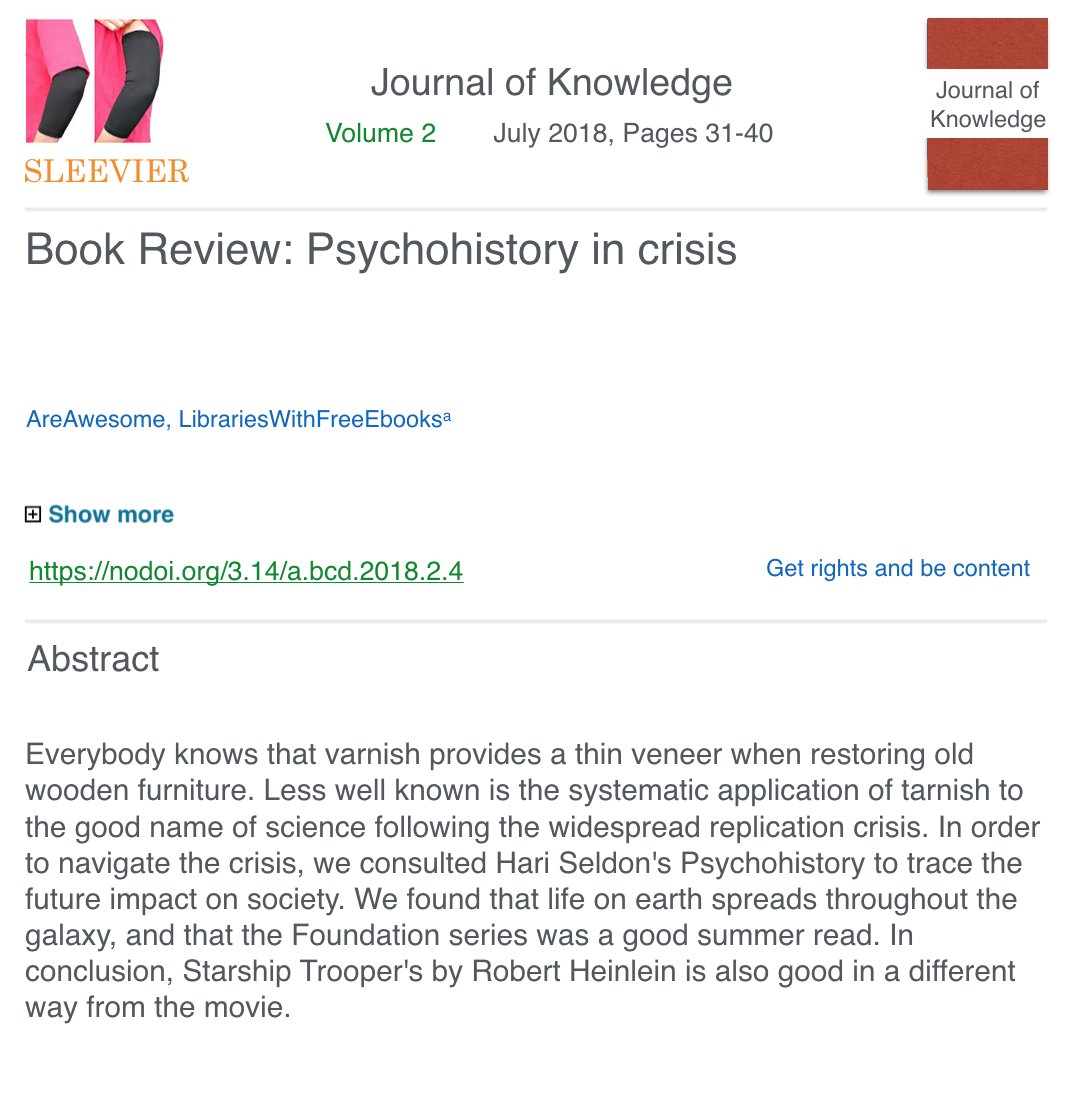 SLEEVIER
Journal of Knowledge
Volume 2 July 2018, Pages 31-40
Journal of
Knowledge
Book Review: Psychohistory in crisis
AreAwesome, LibrariesWithFreeEbooksᵃ
Show more
https://nodoi.org/3.14/a.bcd.2018.2.4
Get rights and be content
Abstract
Everybody knows that varnish provides a thin veneer when restoring old
wooden furniture. Less well known is the systematic application of tarnish to
the good name of science following the widespread replication crisis. In order
to navigate the crisis, we consulted Hari Seldon's Psychohistory to trace the
future impact on society. We found that life on earth spreads throughout the
galaxy, and that the Foundation series was a good summer read. In
conclusion, Starship Trooper's by Robert Heinlein is also good in a different
way from the movie.